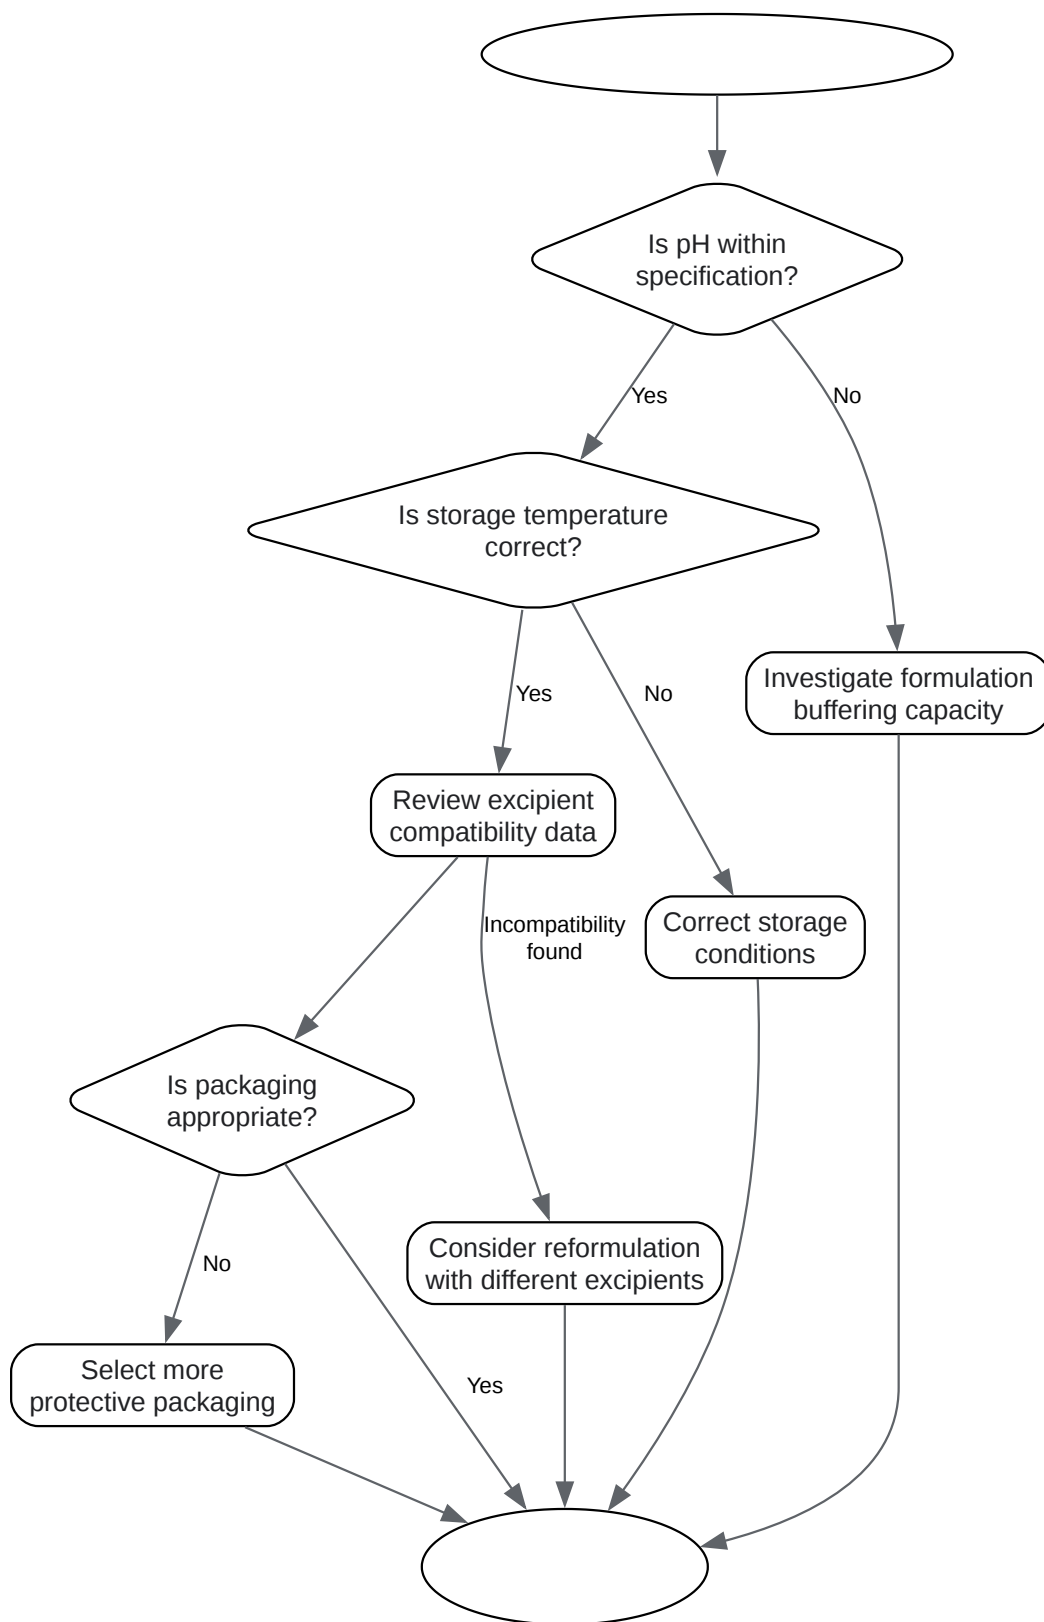 Is pH within
specification?
Yes
No
Is storage temperature
correct?
Yes
No
Investigate formulation
buffering capacity
Review excipient
compatibility data
Incompatibility
found
Correct storage
conditions
Is packaging
appropriate?
No
Consider reformulation
with different excipients
Select more
protective packaging
Yes